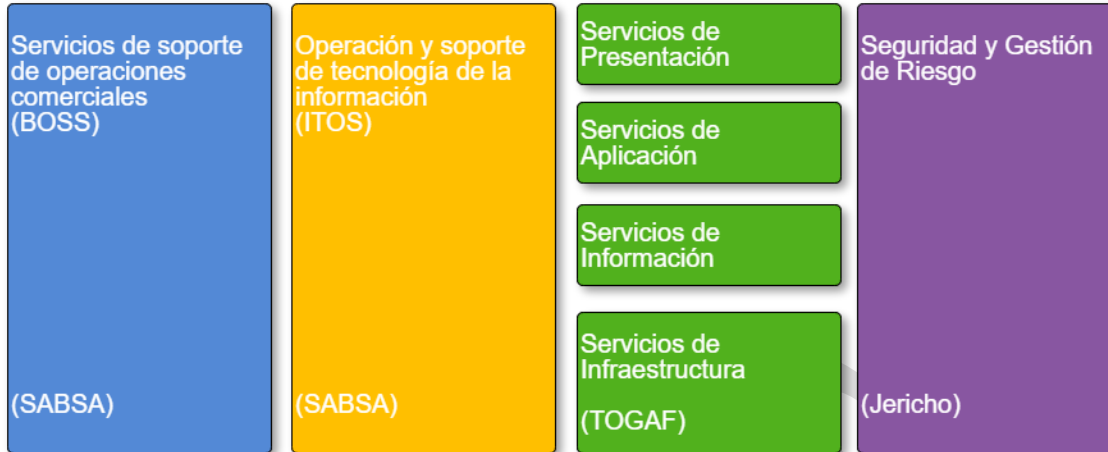 Servicios de soporte
de operaciones
comerciales
(BOSS)
(SABSA)
Operación y soporte
de tecnología de la
información
(ITOS)
(SABSA)
Servicios de
Presentación
Servicios de
Aplicación
Servicios de
Información
Servicios de
Infraestructura
(TOGAF)
Seguridad y Gestión
de Riesgo
(Jericho)